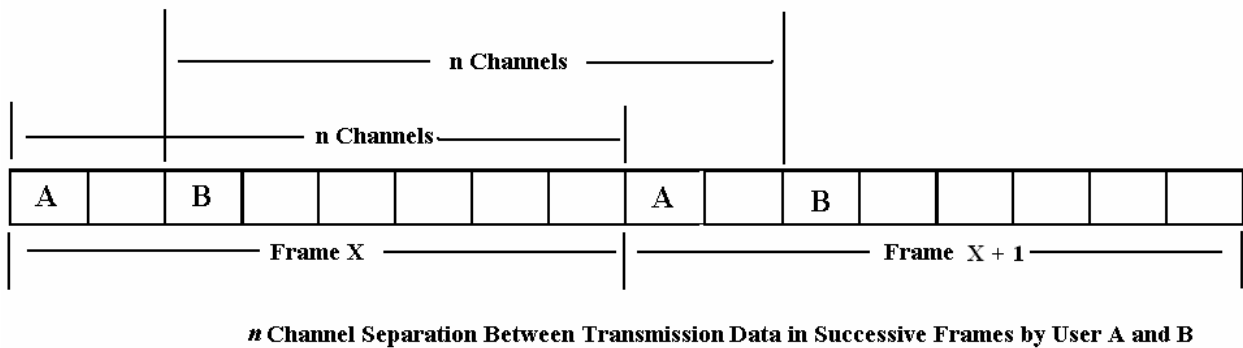 n Channels
n Channels
A B A B
Frame X Frame X + 1
n Channel Separation Between Transmission Data in Successive Frames by User A and B